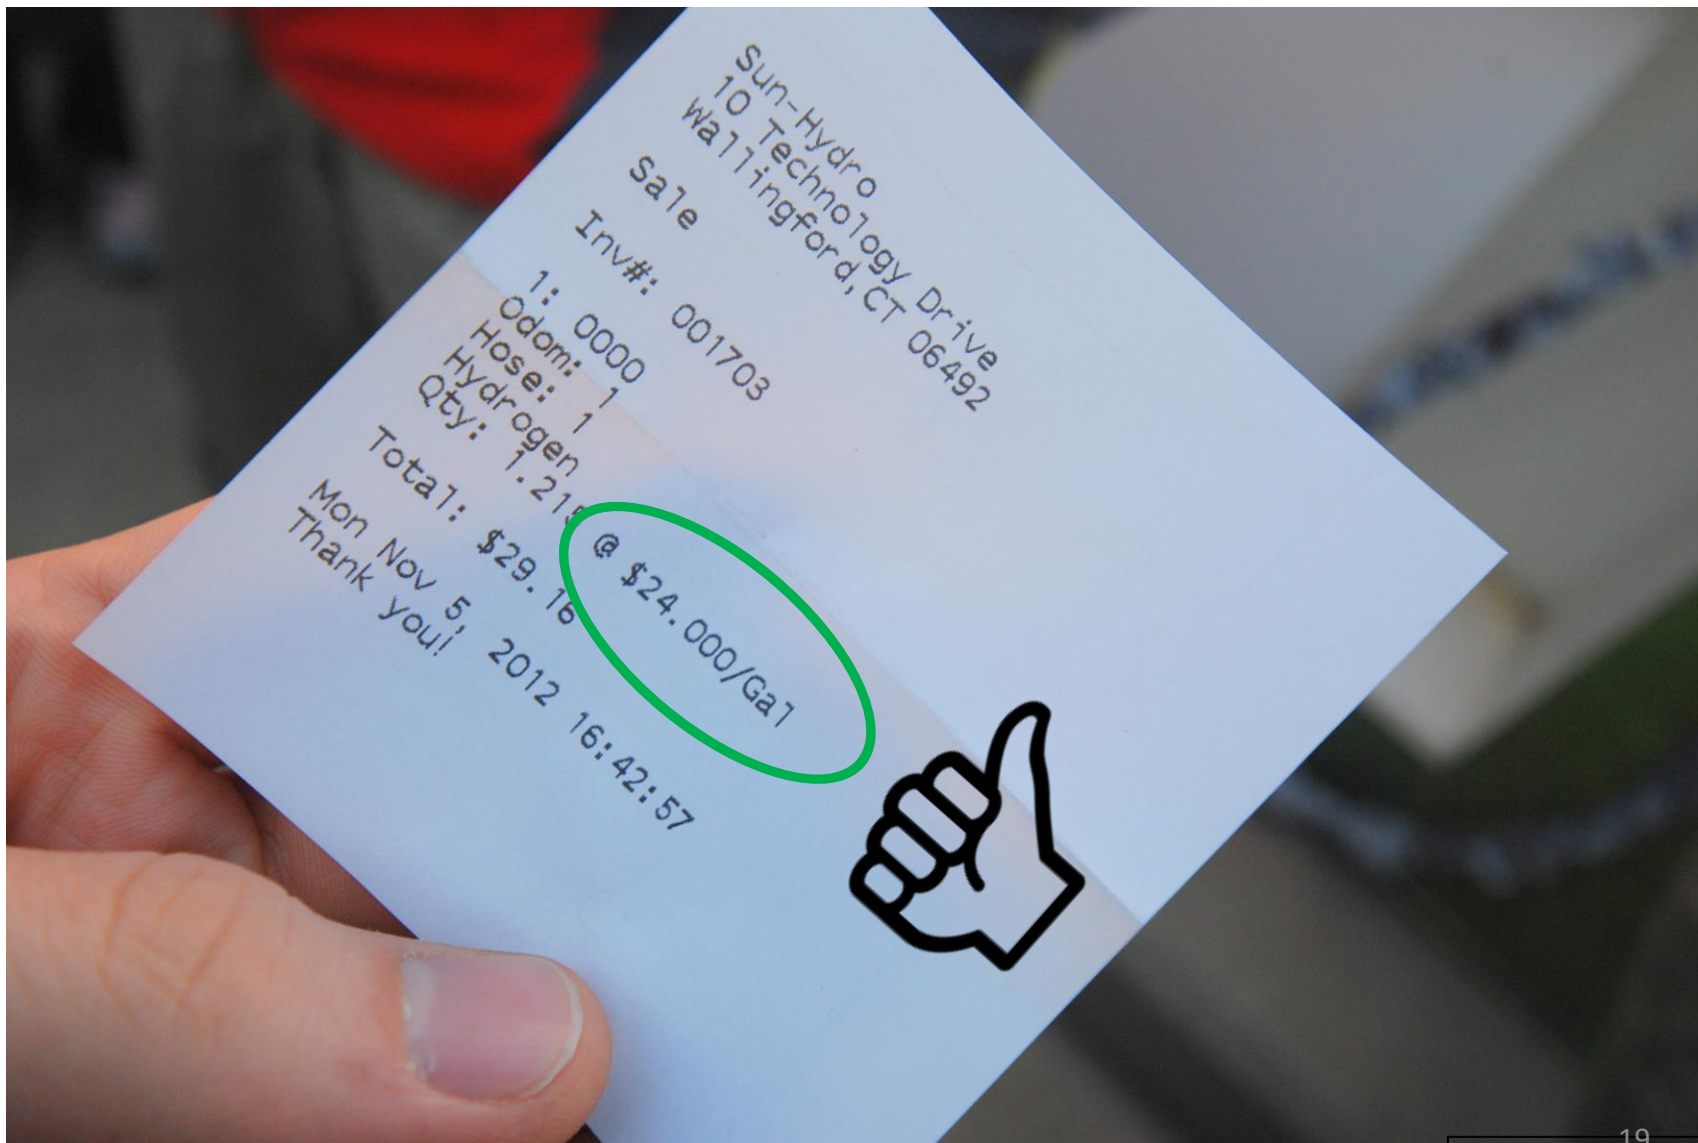 Sun-Hydro
10 Technology Drive
Wallingford,CT 06492
Sale
Inv#: 001703
1: 0000
Odom: 1
Hose: 1
Hydrogen
Qty: 1.215 @ $24.000/Gal
Total: $29.16
Mon Nov 5, 2012 16:42:57
Thank you!
19